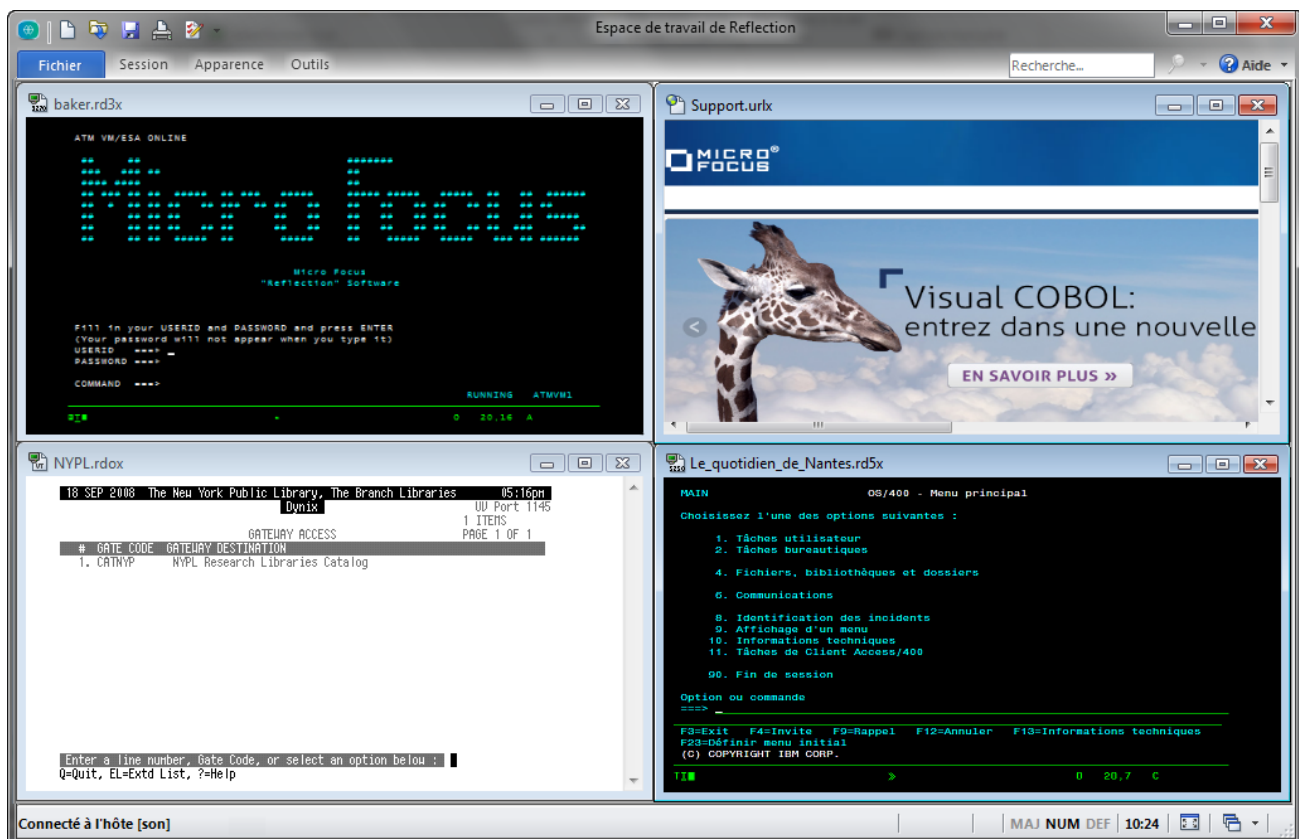 Espace de travail de Reflection
Fichier Session Apparence Outils Recherche... Aide
baker.rd3x
ATM VM/ESA ONLINE
Micro Focus
Micro Focus
"Reflection" Software
Fill in your USERID and PASSWORD and press ENTER
(Your password will not appear when you type it)
USERID ===> _
PASSWORD ===>
COMMAND ===>
RUNNING ATMVM1
0 20.16 A
Support.urlx
MICRO®
FOCUS
Visual COBOL:
entrez dans une nouvelle
EN SAVOIR PLUS »
NYPL.rdox
18 SEP 2008 The New York Public Library, The Branch Libraries 05:16pm
Dynix UV Port 1145
1 ITEMS
GATEWAY ACCESS PAGE 1 OF 1
# GATE CODE GATEWAY DESTINATION
1. CATNYP NYPL Research Libraries Catalog
Enter a line number, Gate Code, or select an option below :
Q=Quit, EL=Extd List, ?=Help
Le_quotidien_de_Nantes.rd5x
MAIN OS/400 - Menu principal
Choisissez l'une des options suivantes :
1. Tâches utilisateur
2. Tâches bureautiques
4. Fichiers, bibliothèques et dossiers
6. Communications
8. Identification des incidents
9. Affichage d'un menu
10. Informations techniques
11. Tâches de Client Access/400
90. Fin de session
Option ou commande
===> _
F3=Exit F4=Invite F9=Rappel F12=Annuler F13=Informations techniques
F23=Définir menu initial
(C) COPYRIGHT IBM CORP.
0 20,7 C
Connecté à l'hôte [son] MAJ NUM DEF 10:24